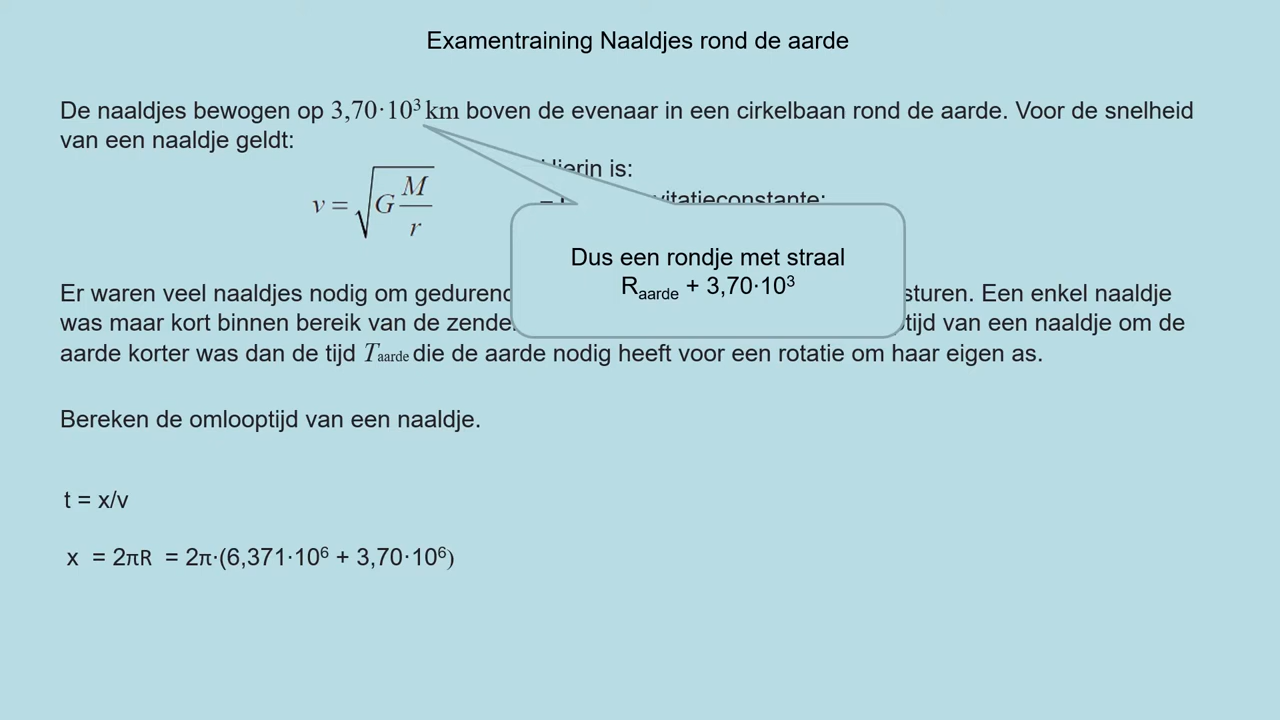 Examentraining Naaldjes rond de aarde
De naaldjes bewogen op 3,70·10³ km boven de evenaar in een cirkelbaan rond de aarde. Voor de snelheid
van een naaldje geldt:
v = √(G M/r)
is:
Dus een rondje met straal
R_aarde + 3,70·10³
Er waren veel naaldjes nodig om sturen. Een enkel naaldje
was maar kort binnen bereik van de van een naaldje om de
aarde korter was dan de tijd T_aarde die de aarde nodig heeft voor een rotatie om haar eigen as.
Bereken de omlooptijd van een naaldje.
t = x/v
x = 2πR = 2π·(6,371·10⁶ + 3,70·10⁶)